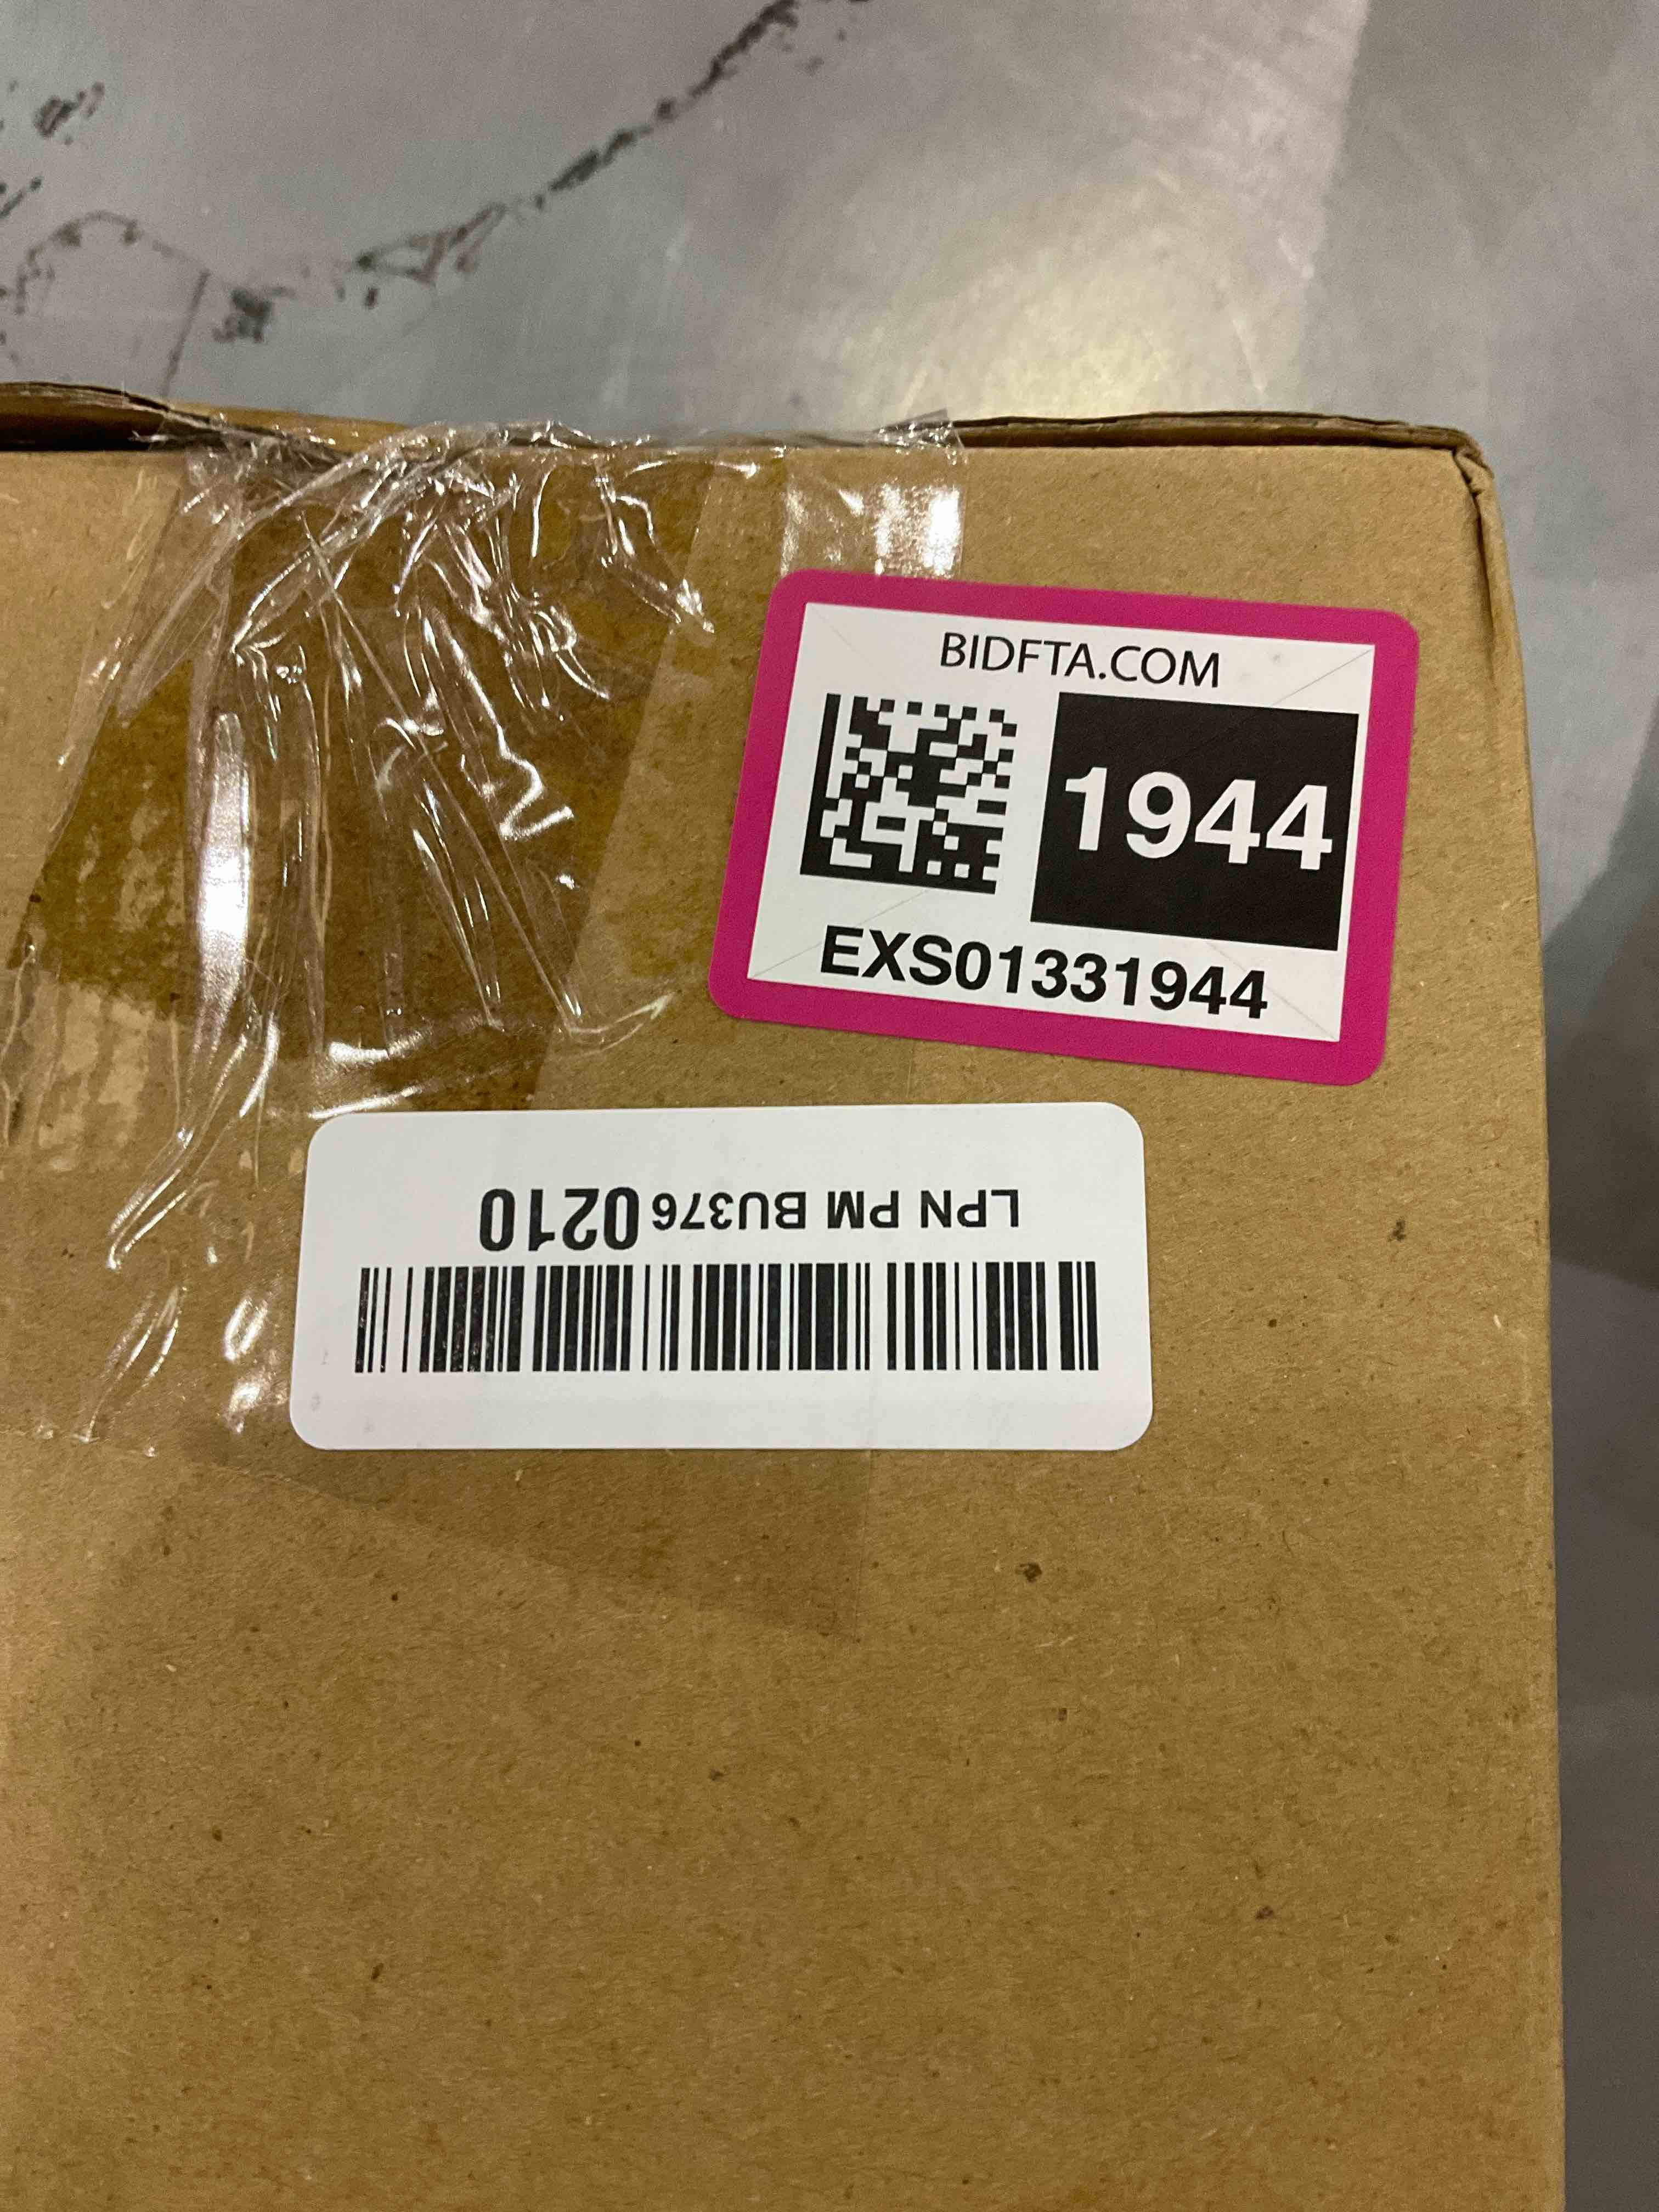 BIDFTA.COM
1944
EXS01331944
LPN PM BU376 0210